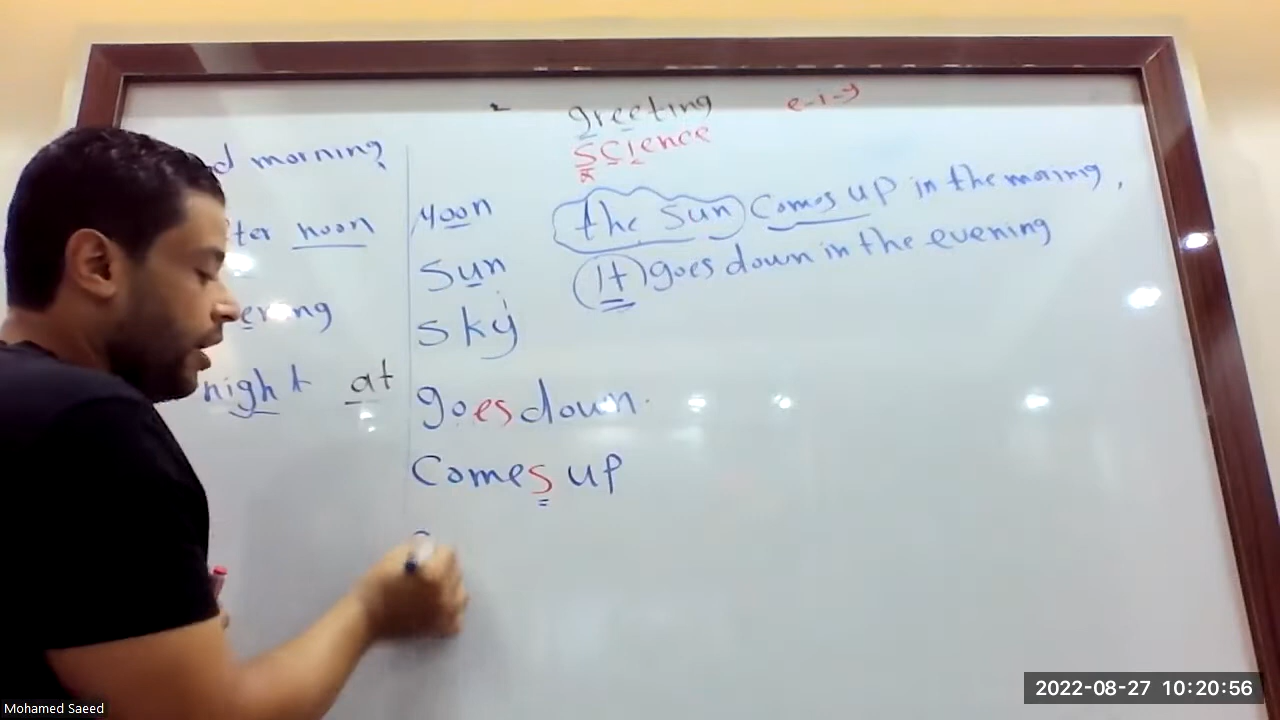 greeting e-i-y
science
d morning
ter noon
ening
night at
Moon
sun
sky
goes down.
Comes up
the sun comes up in the morning,
It goes down in the evening
Mohamed Saeed
2022-08-27 10:20:56